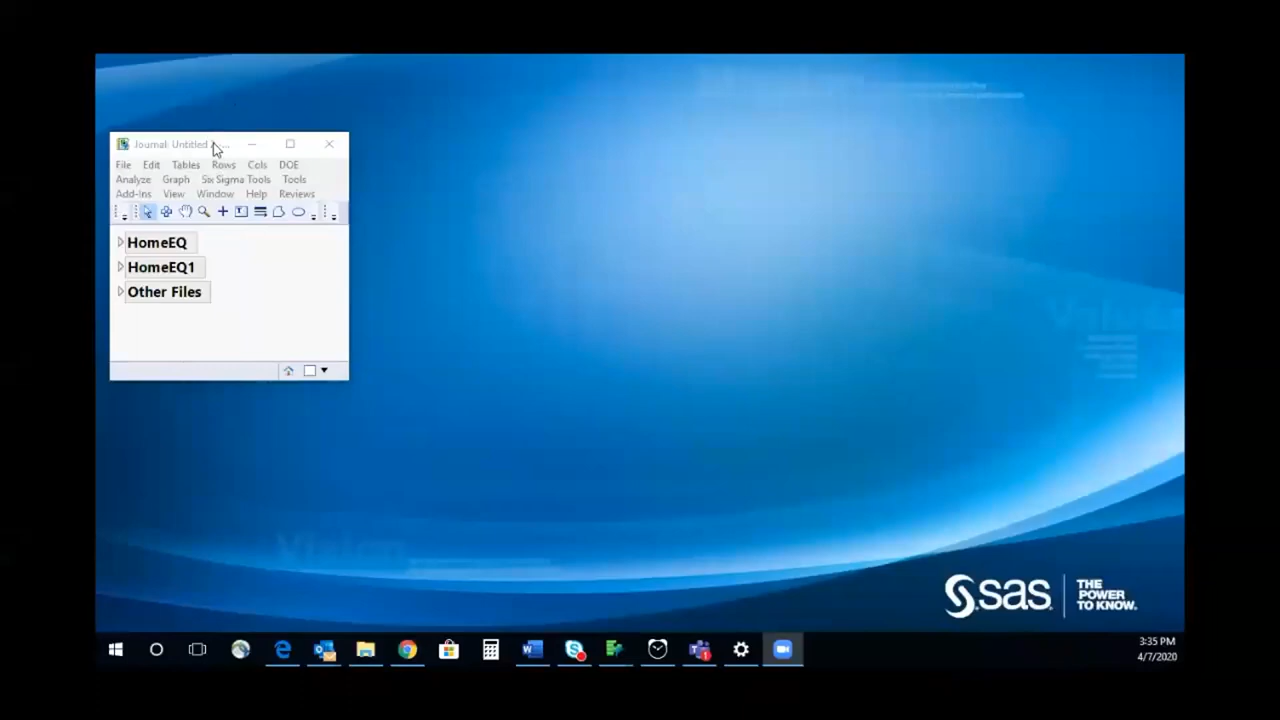 Journal: Untitled
File Edit Tables Rows Cols DOE
Analyze Graph Six Sigma Tools Tools
Add-Ins View Window Help Reviews
HomeEQ
HomeEQ1
Other Files
sas
THE
POWER
TO KNOW.
3:35 PM
4/7/2020